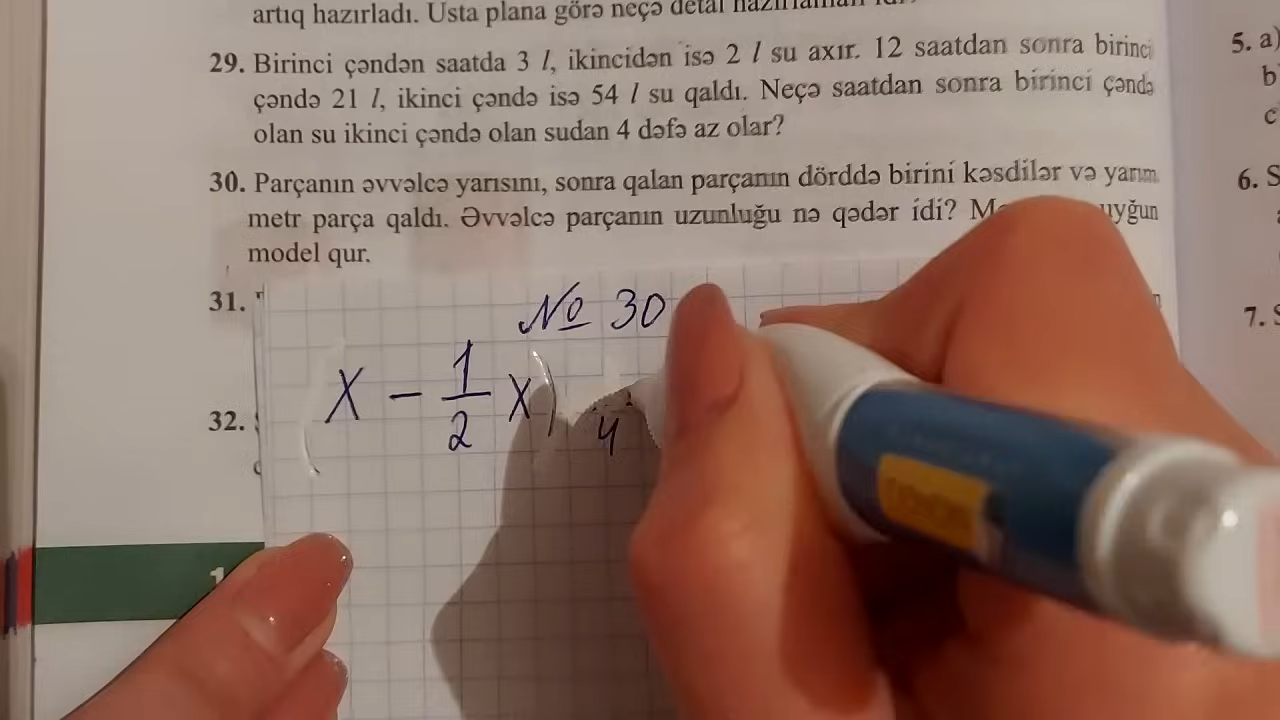 artıq hazırladı. Usta plana görə neçə detal
29. Birinci çəndən saatda 3 l, ikincidən isə 2 l su axır. 12 saatdan sonra birinci
çəndə 21 l, ikinci çəndə isə 54 l su qaldı. Neçə saatdan sonra birinci çəndə
olan su ikinci çəndə olan sudan 4 dəfə az olar?
30. Parçanın əvvəlcə yarısını, sonra qalan parçanın dörddə birini kəsdilər və yarım
metr parça qaldı. Əvvəlcə parçanın uzunluğu nə qədər idi? uyğun
model qur.
31.
32.
№ 30
(x - 1/2 x) 4
1
5. a)
b
c
6. S
7. S